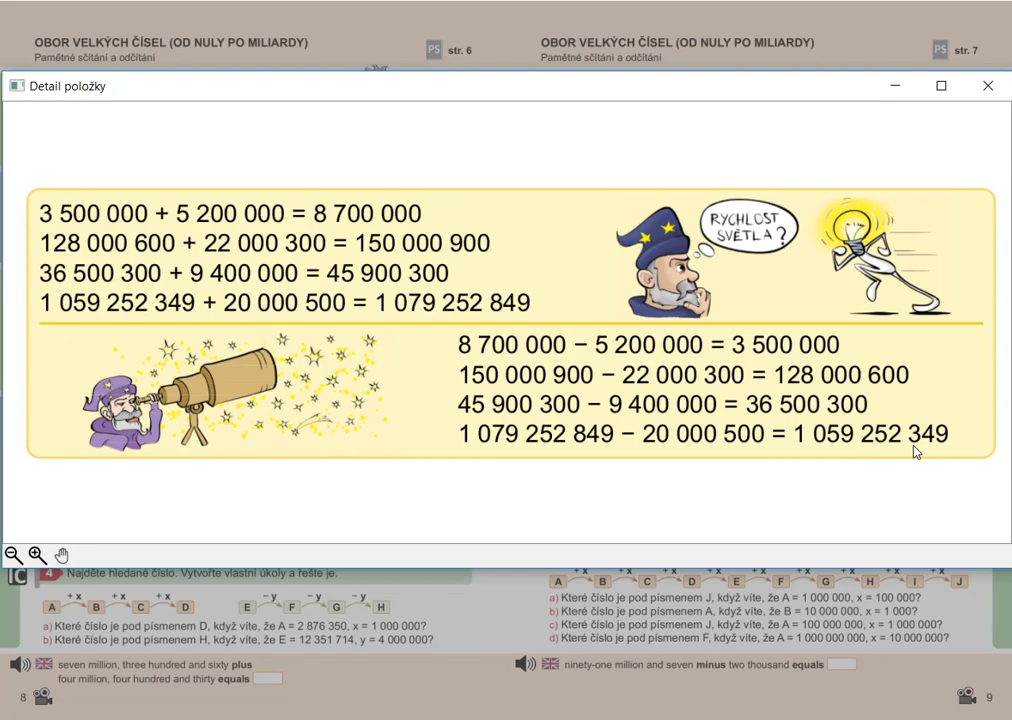 OBOR VELKÝCH ČÍSEL (OD NULY PO MILIARDY)
Pamětné sčítání a odčítání
PS str. 6
OBOR VELKÝCH ČÍSEL (OD NULY PO MILIARDY)
Pamětné sčítání a odčítání
PS str. 7
Detail položky
3 500 000 + 5 200 000 = 8 700 000
128 000 600 + 22 000 300 = 150 000 900
36 500 300 + 9 400 000 = 45 900 300
1 059 252 349 + 20 000 500 = 1 079 252 849
RYCHLOST
SVĚTLA?
8 700 000 − 5 200 000 = 3 500 000
150 000 900 − 22 000 300 = 128 000 600
45 900 300 − 9 400 000 = 36 500 300
1 079 252 849 − 20 000 500 = 1 059 252 349
4 Najděte hledané číslo. Vytvořte vlastní úkoly a řešte je.
+ x + x + x
A B C D
− y − y − y
E F G H
a) Které číslo je pod písmenem D, když víte, že A = 2 876 350, x = 1 000 000?
b) Které číslo je pod písmenem H, když víte, že E = 12 351 714, y = 4 000 000?
seven million, three hundred and sixty plus
four million, four hundred and thirty equals
8
+ x + x + x + x + x + x + x + x + x
A B C D E F G H I J
a) Které číslo je pod písmenem J, když víte, že A = 1 000 000, x = 100 000?
b) Které číslo je pod písmenem A, když víte, že B = 10 000 000, x = 1 000?
c) Které číslo je pod písmenem J, když víte, že A = 100 000 000, x = 1 000 000?
d) Které číslo je pod písmenem F, když víte, že A = 1 000 000 000, x = 10 000 000?
ninety-one million and seven minus two thousand equals
9